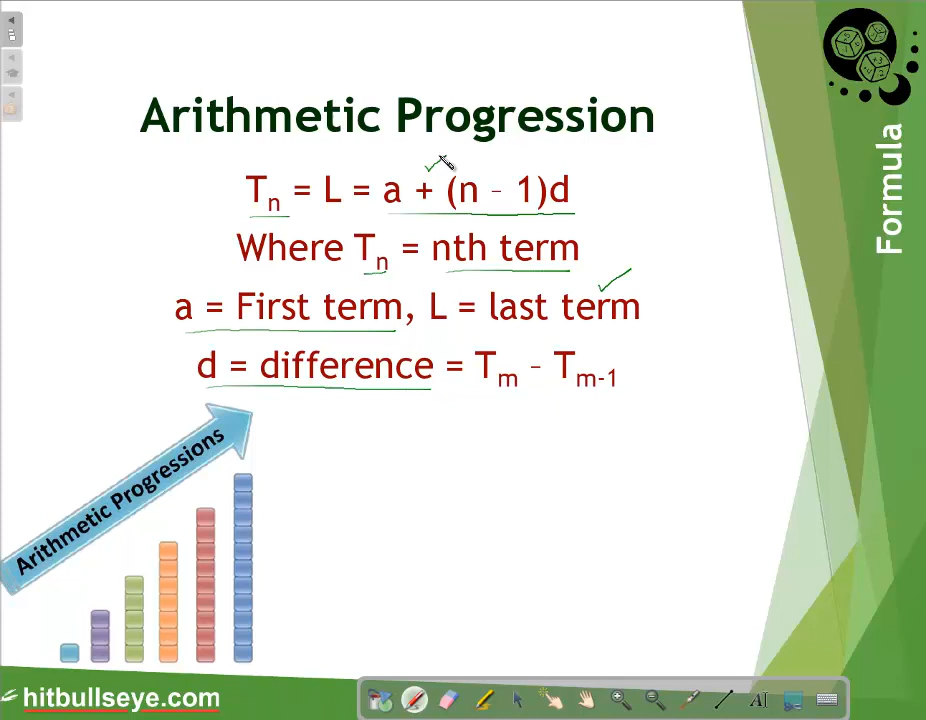 Arithmetic Progression
Tₙ = L = a + (n – 1)d
Where Tₙ = nth term
a = First term, L = last term
d = difference = Tₘ – Tₘ₋₁
Arithmetic Progressions
Formula
hitbullseye.com
A